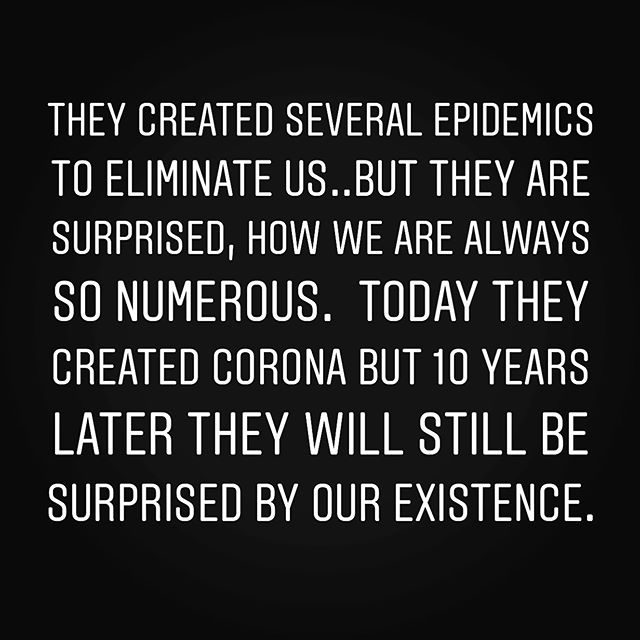 THEY CREATED SEVERAL EPIDEMICS
TO ELIMINATE US..BUT THEY ARE
SURPRISED, HOW WE ARE ALWAYS
SO NUMEROUS. TODAY THEY
CREATED CORONA BUT 10 YEARS
LATER THEY WILL STILL BE
SURPRISED BY OUR EXISTENCE.